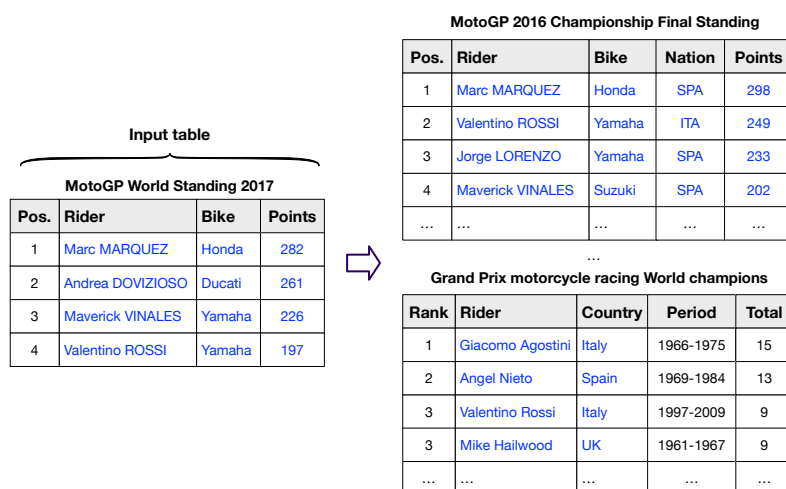 Input table
MotoGP World Standing 2017
Pos. Rider Bike Points
1 Marc MARQUEZ Honda 282
2 Andrea DOVIZIOSO Ducati 261
3 Maverick VINALES Yamaha 226
4 Valentino ROSSI Yamaha 197
MotoGP 2016 Championship Final Standing
Pos. Rider Bike Nation Points
1 Marc MARQUEZ Honda SPA 298
2 Valentino ROSSI Yamaha ITA 249
3 Jorge LORENZO Yamaha SPA 233
4 Maverick VINALES Suzuki SPA 202
... ... ... ... ...
...
Grand Prix motorcycle racing World champions
Rank Rider Country Period Total
1 Giacomo Agostini Italy 1966-1975 15
2 Angel Nieto Spain 1969-1984 13
3 Valentino Rossi Italy 1997-2009 9
3 Mike Hailwood UK 1961-1967 9
... ... ... ... ...